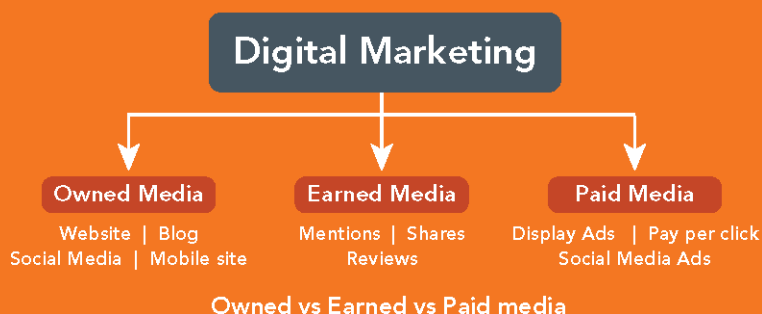 Digital Marketing
Owned Media
Website | Blog
Social Media | Mobile site
Earned Media
Mentions | Shares
Reviews
Paid Media
Display Ads | Pay per click
Social Media Ads
Owned vs Earned vs Paid media